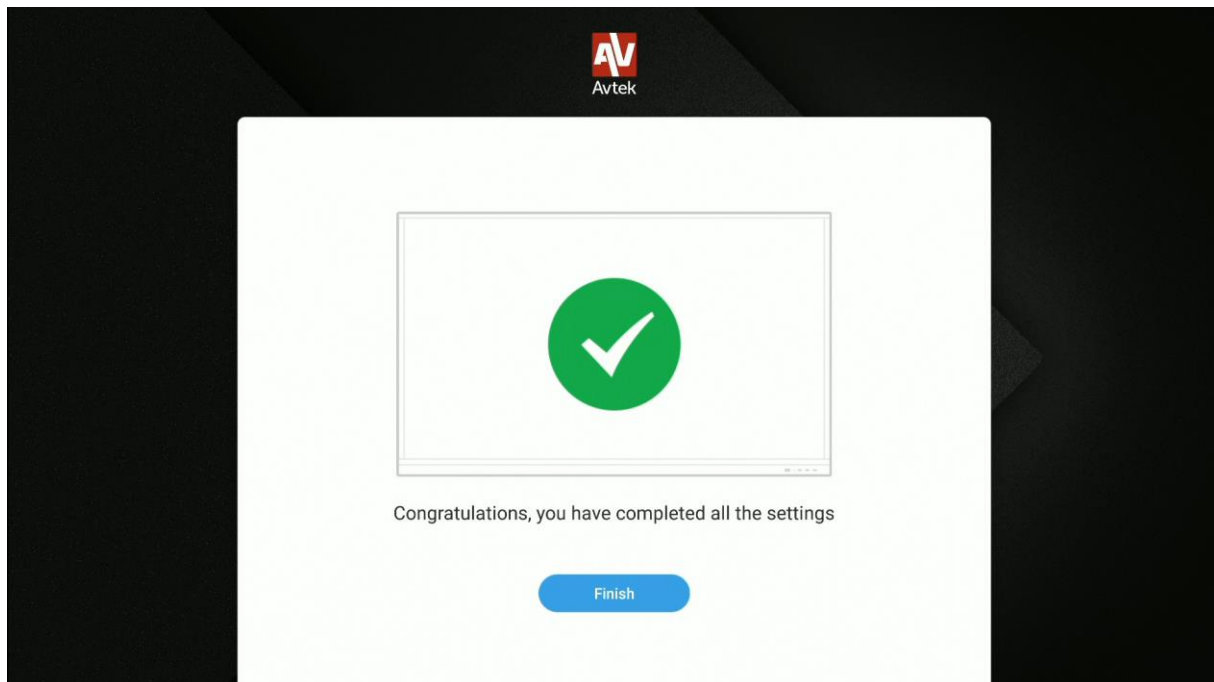 AV
Avtek
Congratulations, you have completed all the settings
Finish